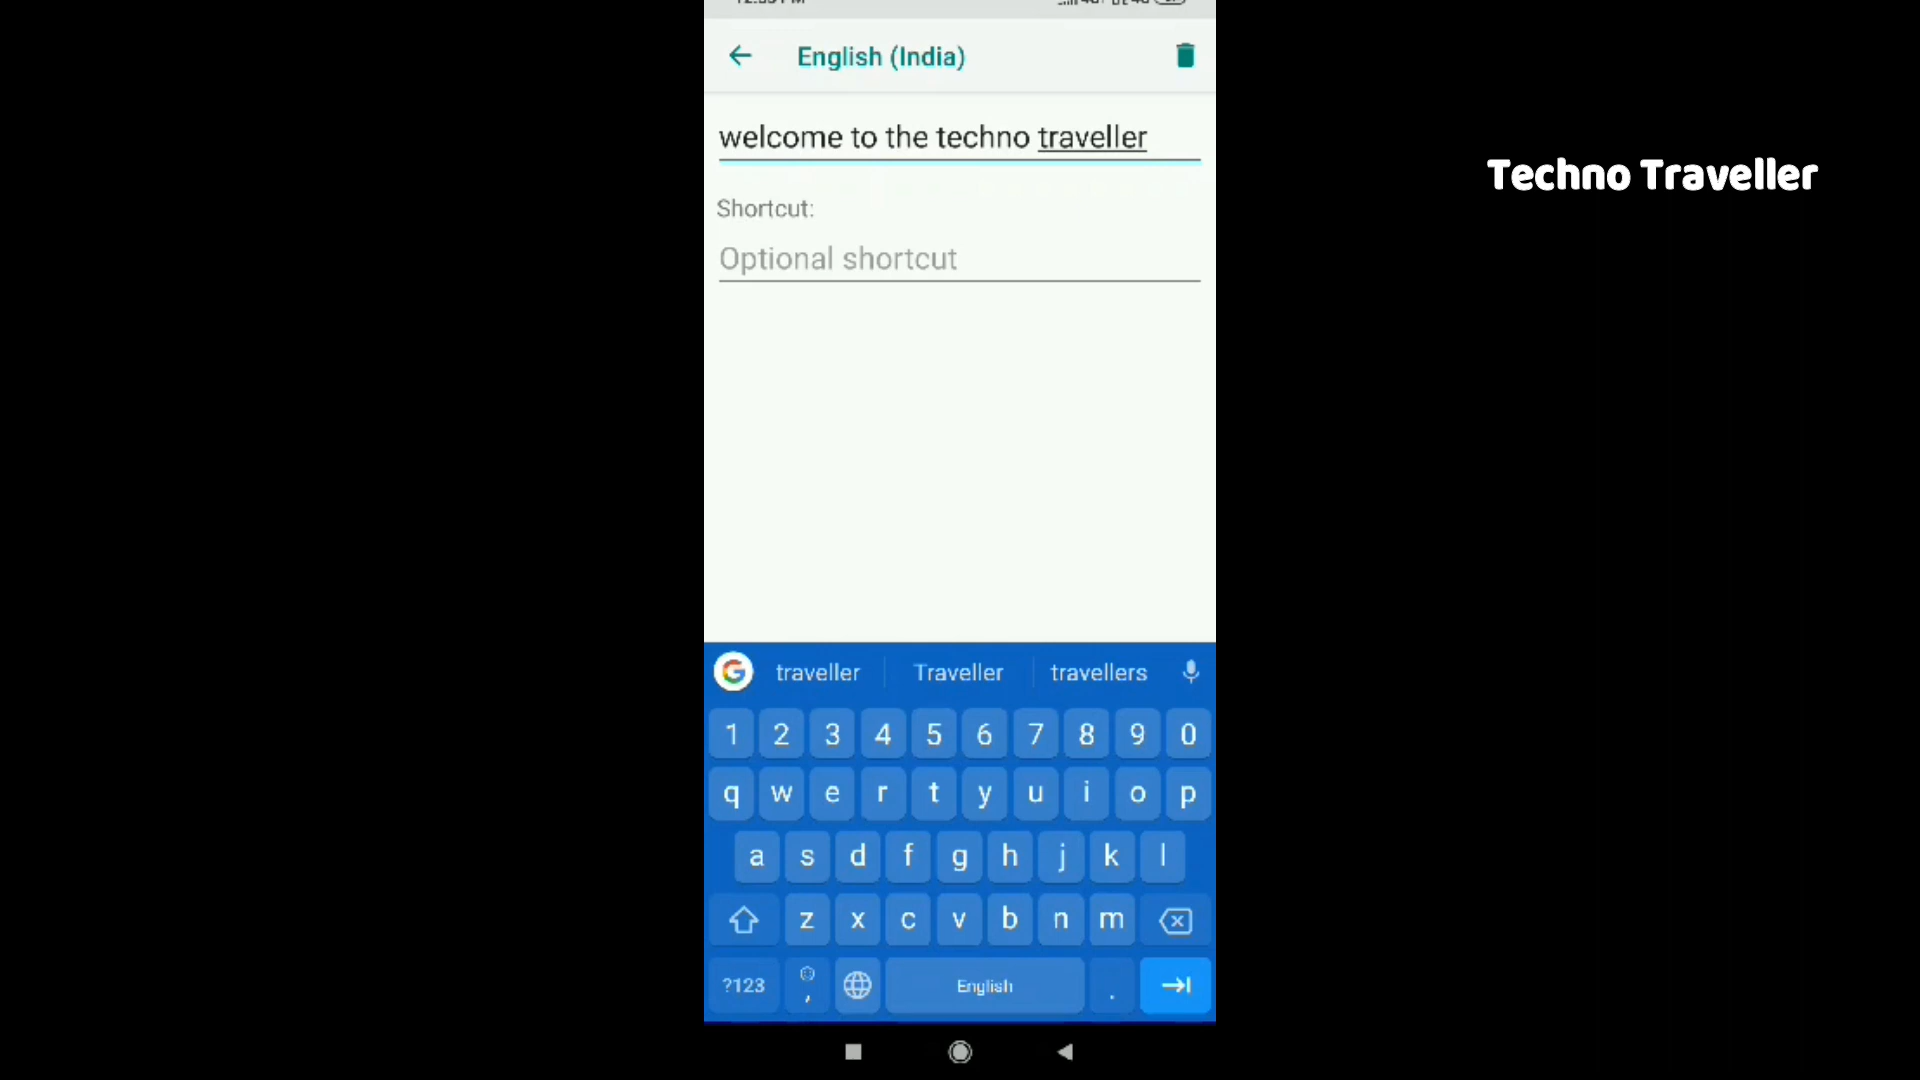 English (India)
welcome to the techno traveller
Techno Traveller
Shortcut:
Optional shortcut
traveller Traveller travellers
1 2 3 4 5 6 7 8 9 0
q w e r t y u i o p
a s d f g h j k l
z x c v b n m
?123 , English .